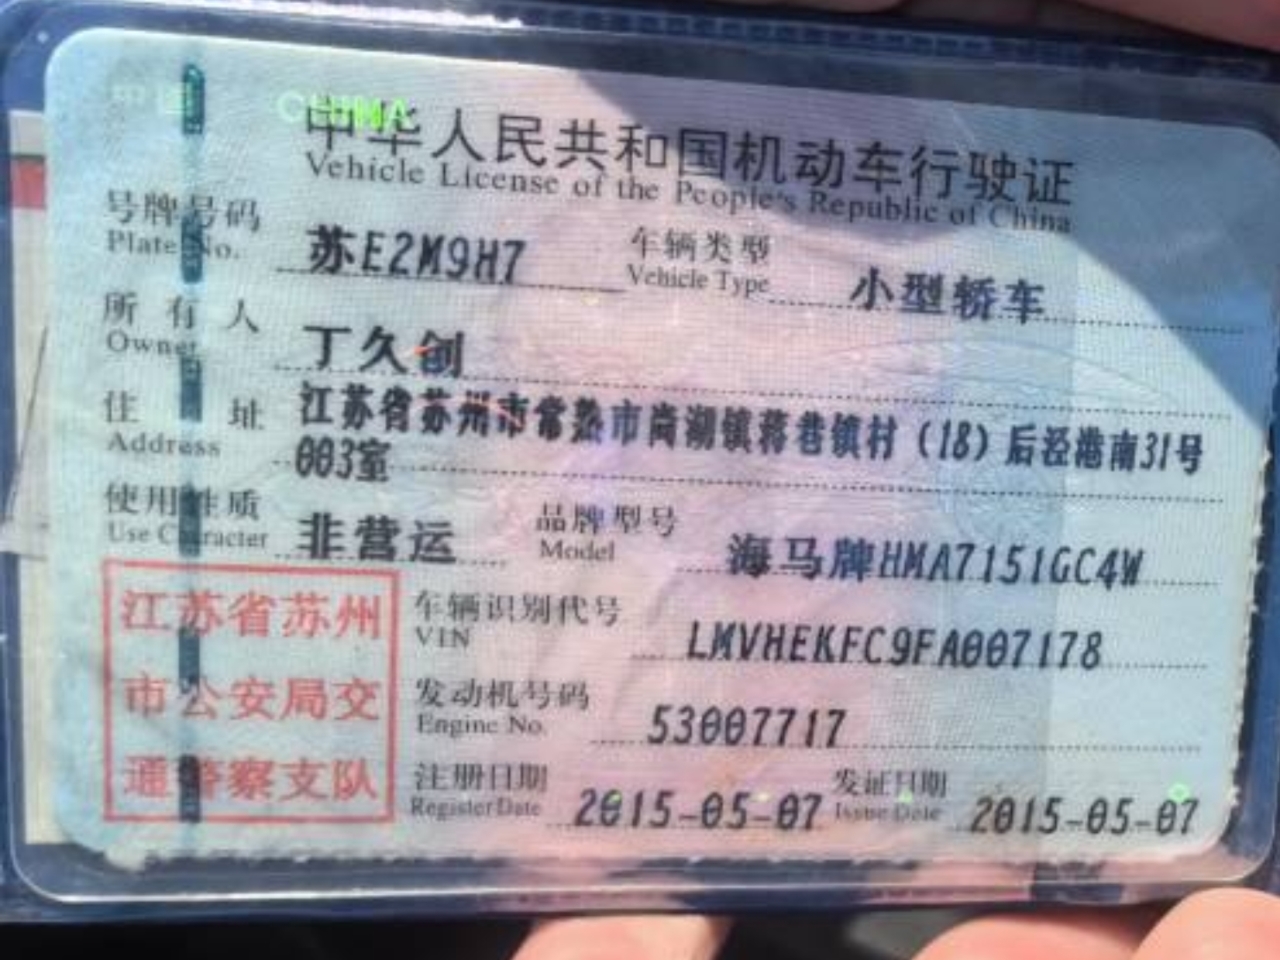 中国 CHINA
中华人民共和国机动车行驶证
Vehicle License of the People's Republic of China
号牌号码 苏E2M9H7 车辆类型 小型轿车
Plate No. Vehicle Type
所有人 丁久创
Owner
住址 江苏省苏州市常熟市尚湖镇蒋巷镇村（18）后泾港南31号
Address 003室
使用性质 非营运 品牌型号 海马牌HMA7151GC4W
Use Character Model
江苏省苏州
市公安局交
通警察支队
车辆识别代号 LMVHEKFC9FA007178
VIN
发动机号码 53007717
Engine No.
注册日期 2015-05-07 发证日期 2015-05-07
Register Date Issue Date